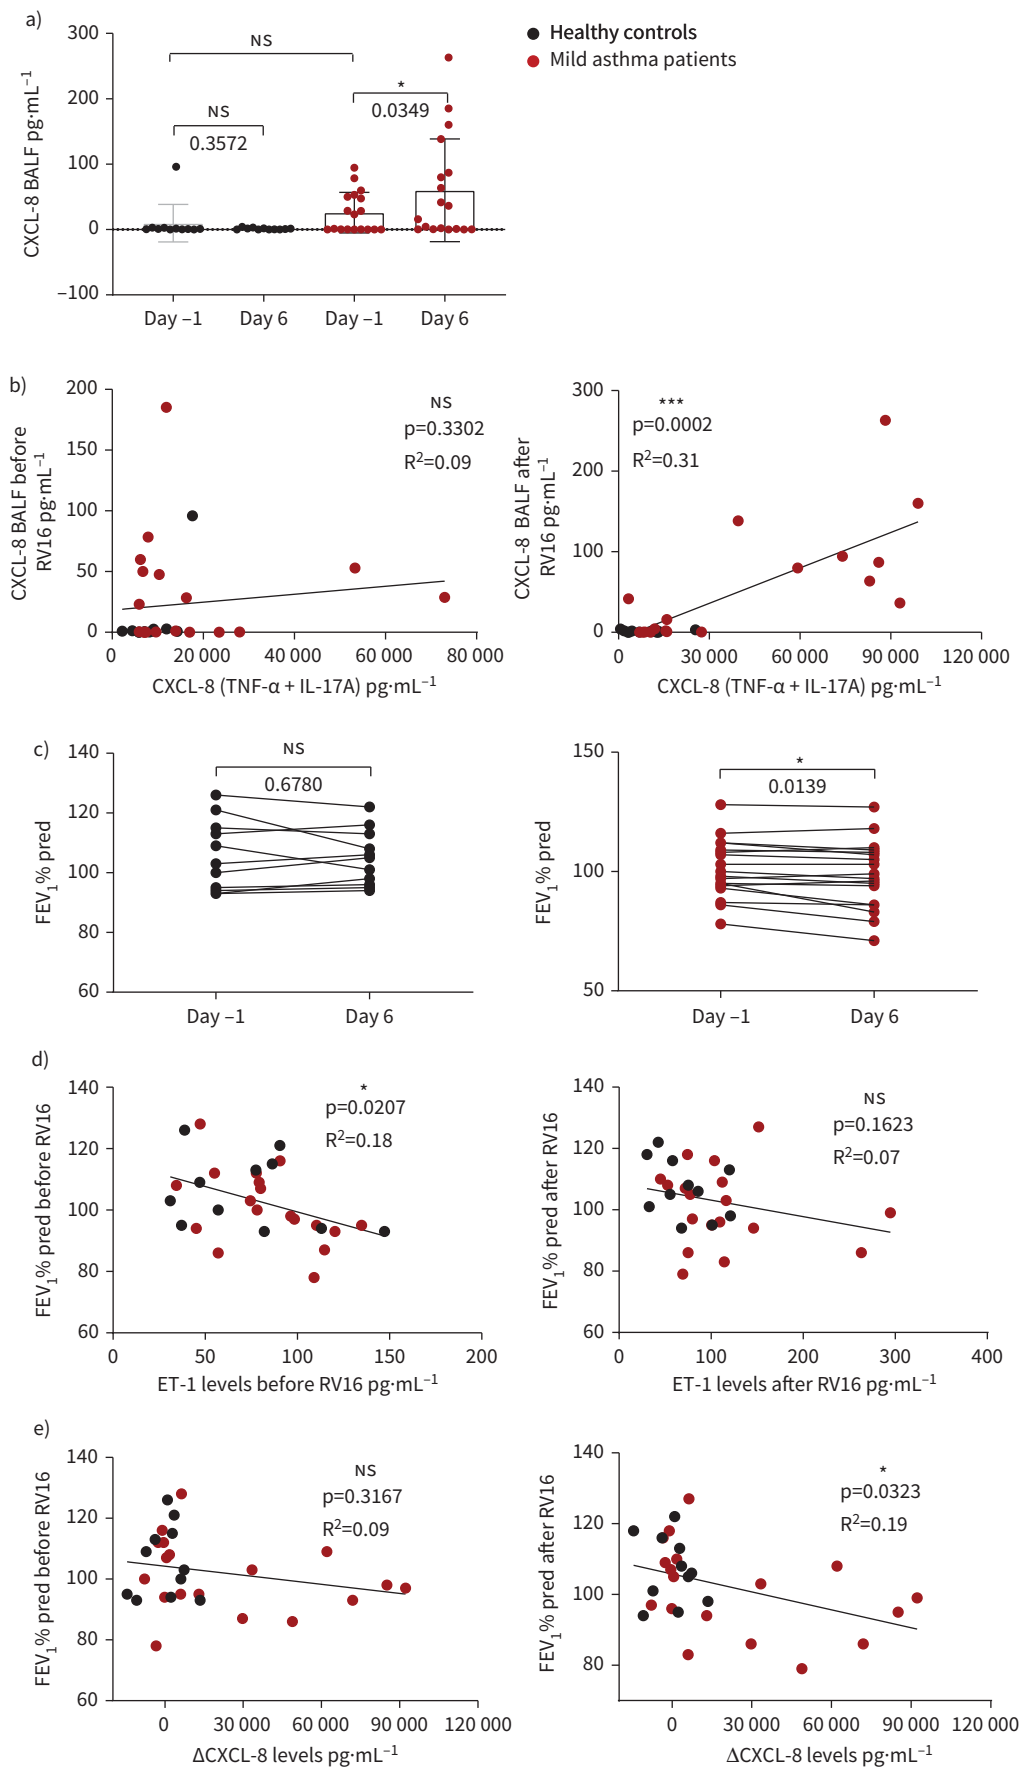 a)
Healthy controls
Mild asthma patients
CXCL-8 BALF pg·mL⁻¹
300
200
100
0
–100
NS
NS
0.3572
*
0.0349
Day –1
Day 6
Day –1
Day 6
b)
CXCL-8 BALF before
RV16 pg·mL⁻¹
200
150
100
50
0
NS
p=0.3302
R²=0.09
0
20 000
40 000
60 000
80 000
CXCL-8 (TNF-α + IL-17A) pg·mL⁻¹
CXCL-8 BALF after
RV16 pg·mL⁻¹
300
200
100
0
***
p=0.0002
R²=0.31
0
30 000
60 000
90 000
120 000
CXCL-8 (TNF-α + IL-17A) pg·mL⁻¹
c)
FEV₁% pred
140
120
100
80
60
NS
0.6780
Day –1
Day 6
FEV₁% pred
150
100
50
*
0.0139
Day –1
Day 6
d)
FEV₁% pred before RV16
140
120
100
80
60
*
p=0.0207
R²=0.18
0
50
100
150
200
ET-1 levels before RV16 pg·mL⁻¹
FEV₁% pred after RV16
140
120
100
80
60
NS
p=0.1623
R²=0.07
0
100
200
300
400
ET-1 levels after RV16 pg·mL⁻¹
e)
FEV₁% pred before RV16
140
120
100
80
60
NS
p=0.3167
R²=0.09
0
30 000
60 000
90 000
120 000
ΔCXCL-8 levels pg·mL⁻¹
FEV₁% pred after RV16
140
120
100
80
*
p=0.0323
R²=0.19
0
30 000
60 000
90 000
120 000
ΔCXCL-8 levels pg·mL⁻¹